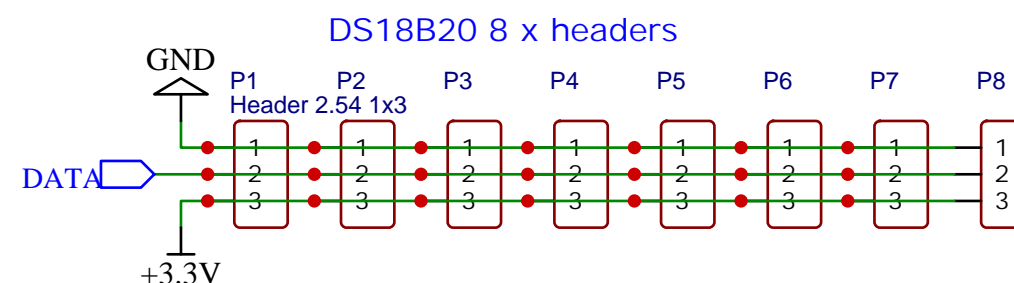 DS18B20 8 x headers
GND
P1 P2 P3 P4 P5 P6 P7 P8
Header 2.54 1x3
1 1 1 1 1 1 1 1
DATA 2 2 2 2 2 2 2 2
3 3 3 3 3 3 3 3
+3.3V